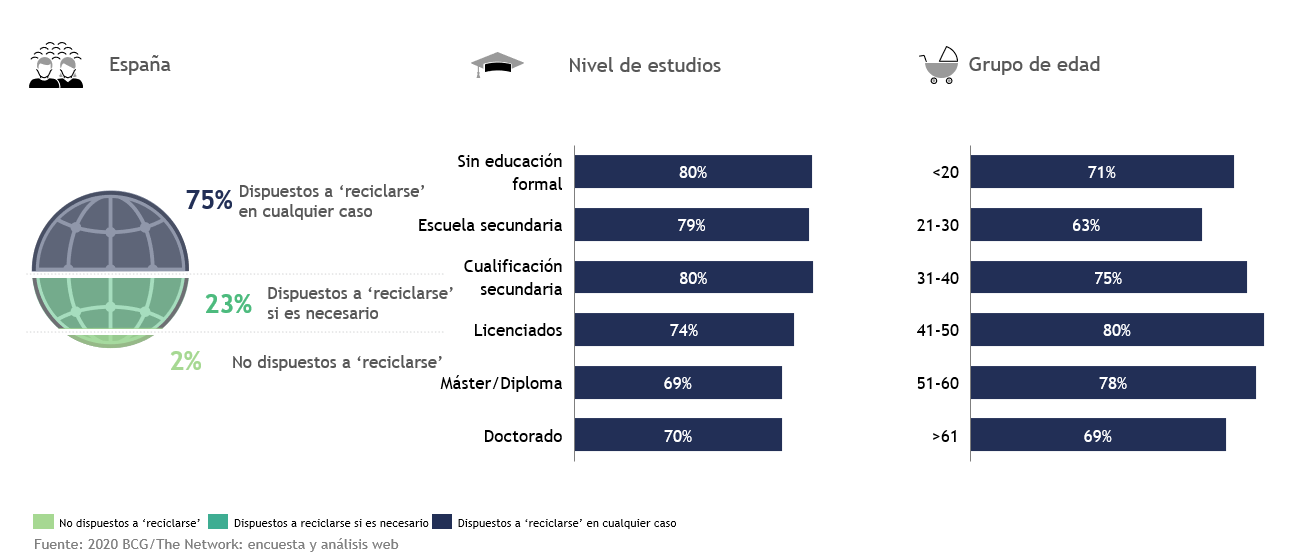 España
75%
Dispuestos a ‘reciclarse’
en cualquier caso
23%
Dispuestos a ‘reciclarse’
si es necesario
2%
No dispuestos a ‘reciclarse’
Nivel de estudios
Sin educación
formal
80%
Escuela secundaria
79%
Cualificación
secundaria
80%
Licenciados
74%
Máster/Diploma
69%
Doctorado
70%
Grupo de edad
<20
71%
21-30
63%
31-40
75%
41-50
80%
51-60
78%
>61
69%
No dispuestos a ‘reciclarse’
Dispuestos a reciclarse si es necesario
Dispuestos a ‘reciclarse’ en cualquier caso
Fuente: 2020 BCG/The Network: encuesta y análisis web